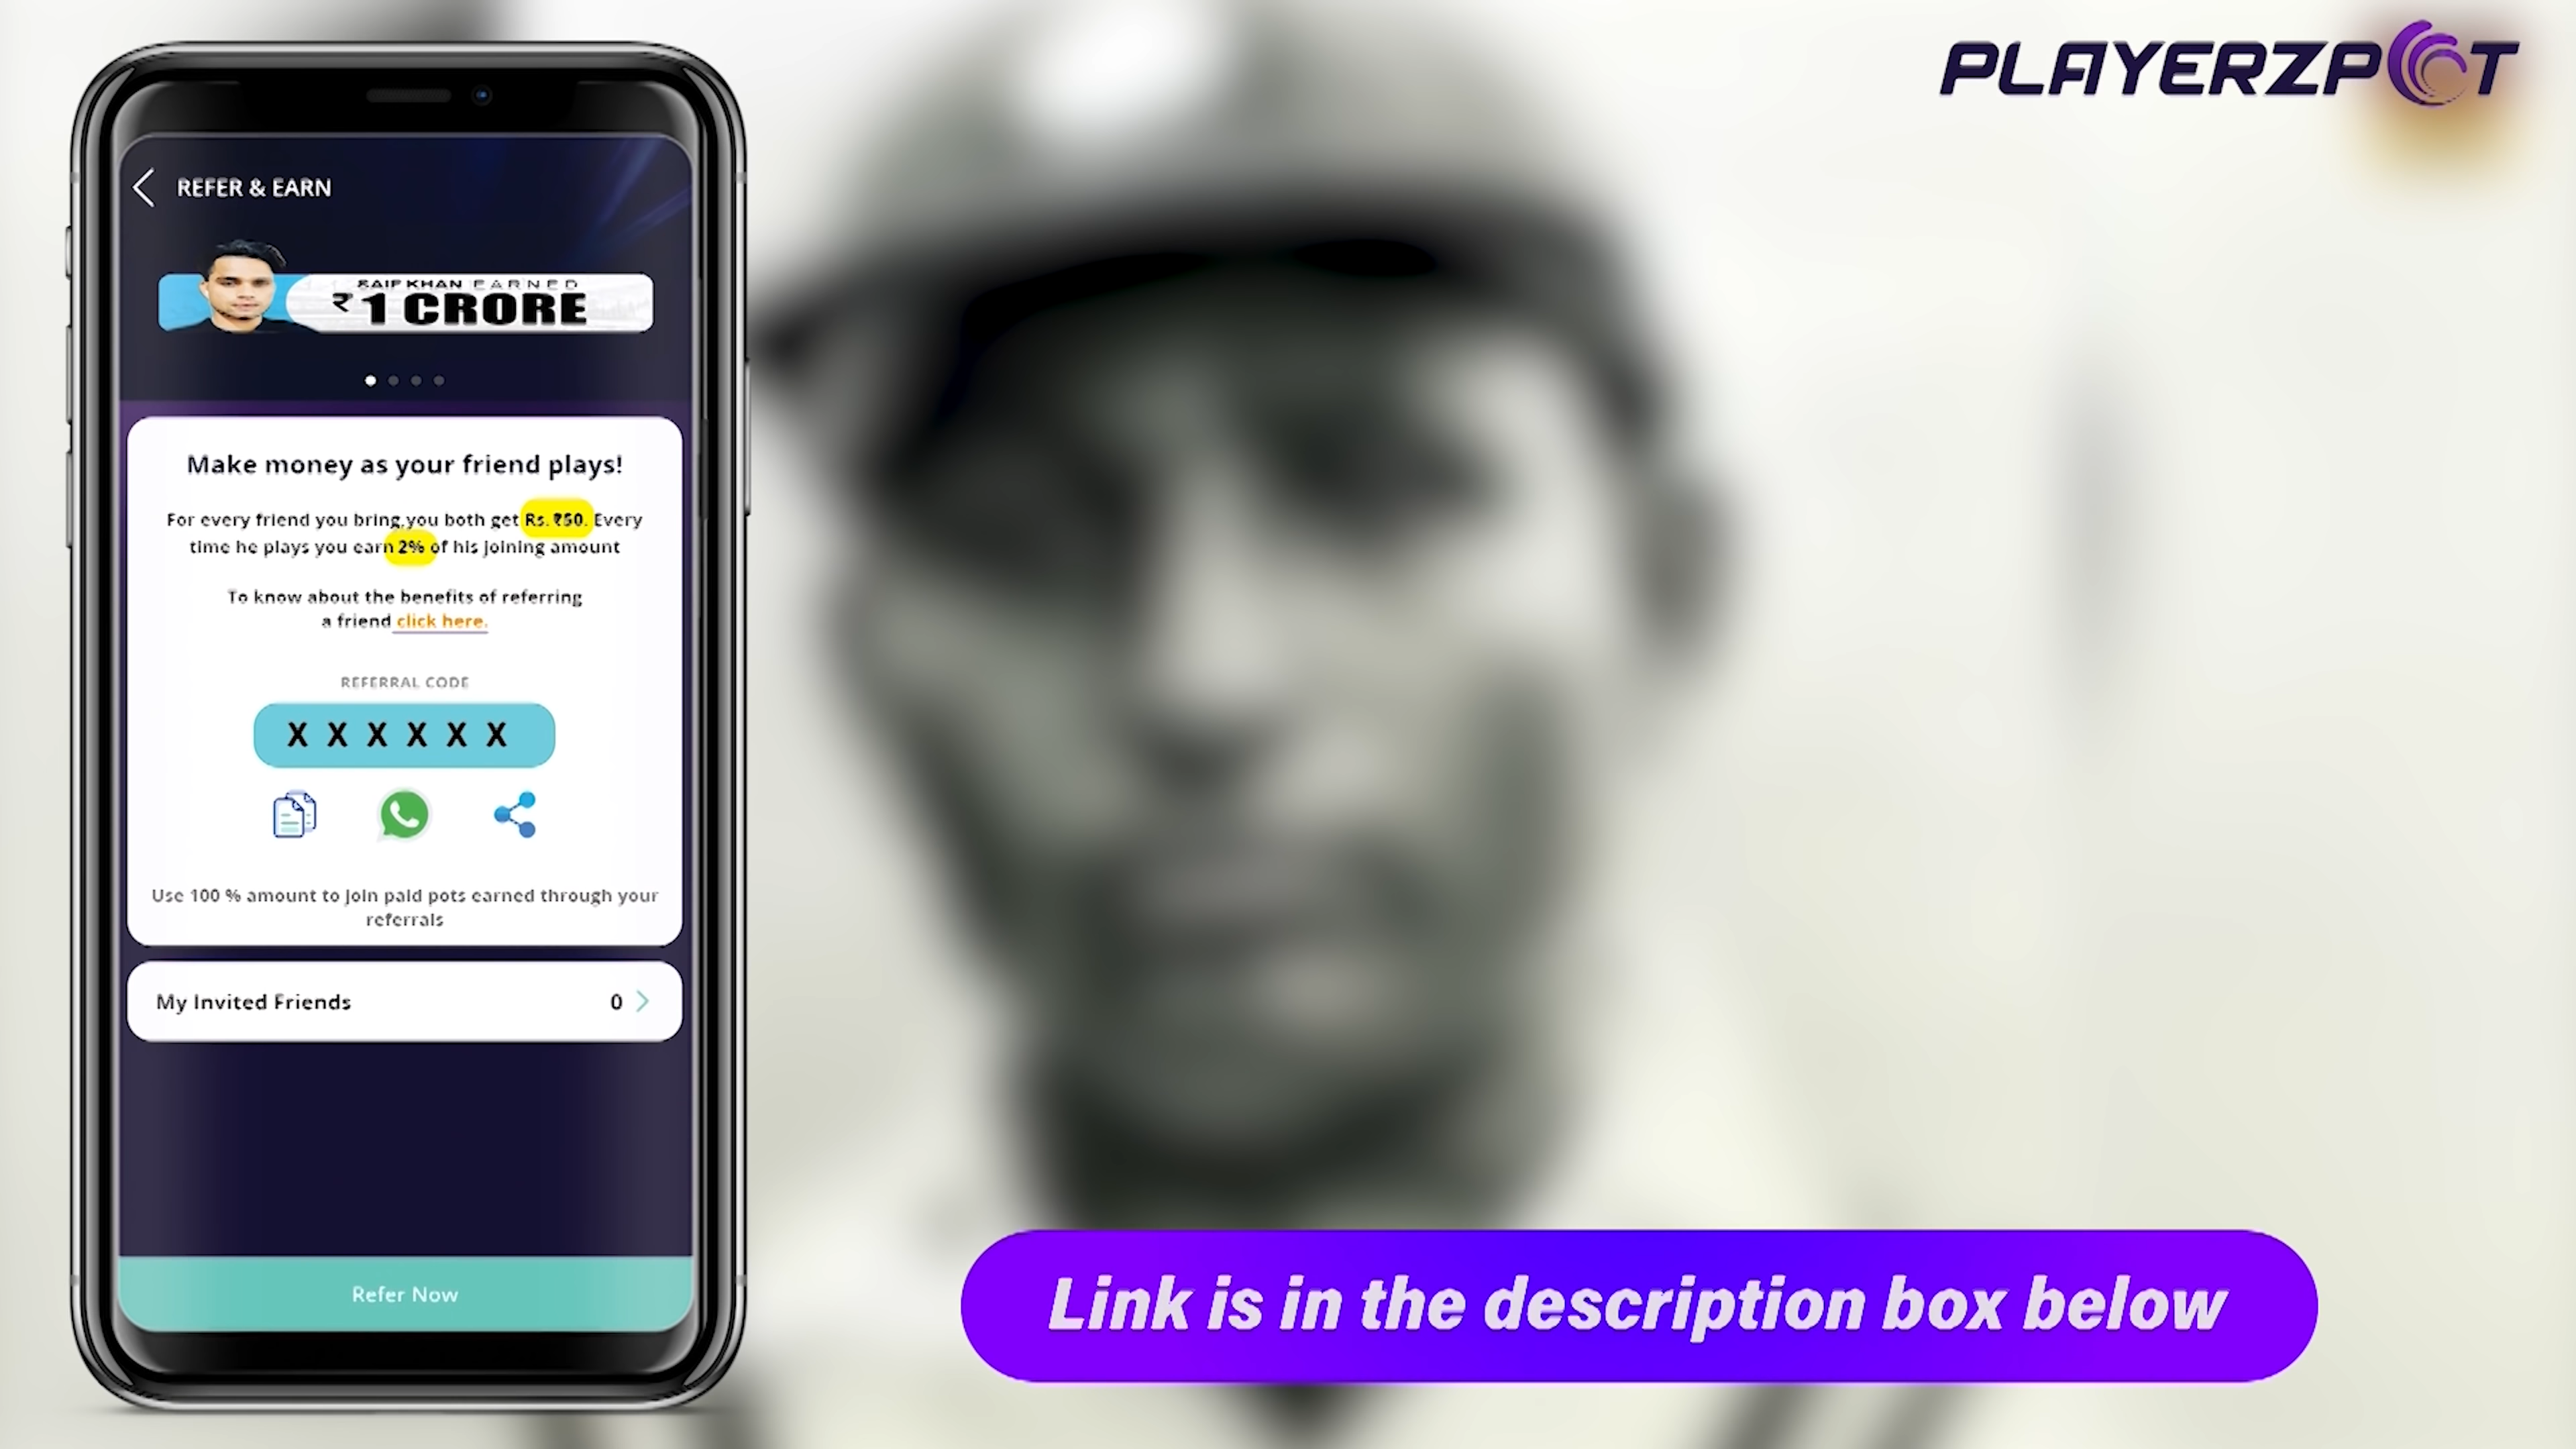 PLAYERZPOT
REFER & EARN
SAIF KHAN EARNED
₹1 CRORE
Make money as your friend plays!
For every friend you bring,you both get Rs. ₹50. Every
time he plays you earn 2% of his joining amount
To know about the benefits of referring
a friend click here.
REFERRAL CODE
X X X X X X
Use 100 % amount to join paid pots earned through your
referrals
My Invited Friends 0
Refer Now
Link is in the description box below